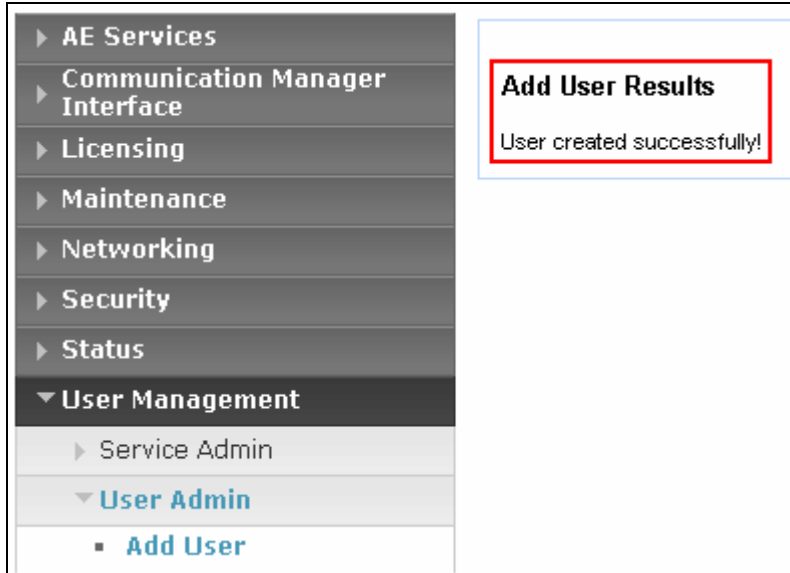 AE Services
Communication Manager
Interface
Licensing
Maintenance
Networking
Security
Status
User Management
Service Admin
User Admin
Add User
Add User Results
User created successfully!